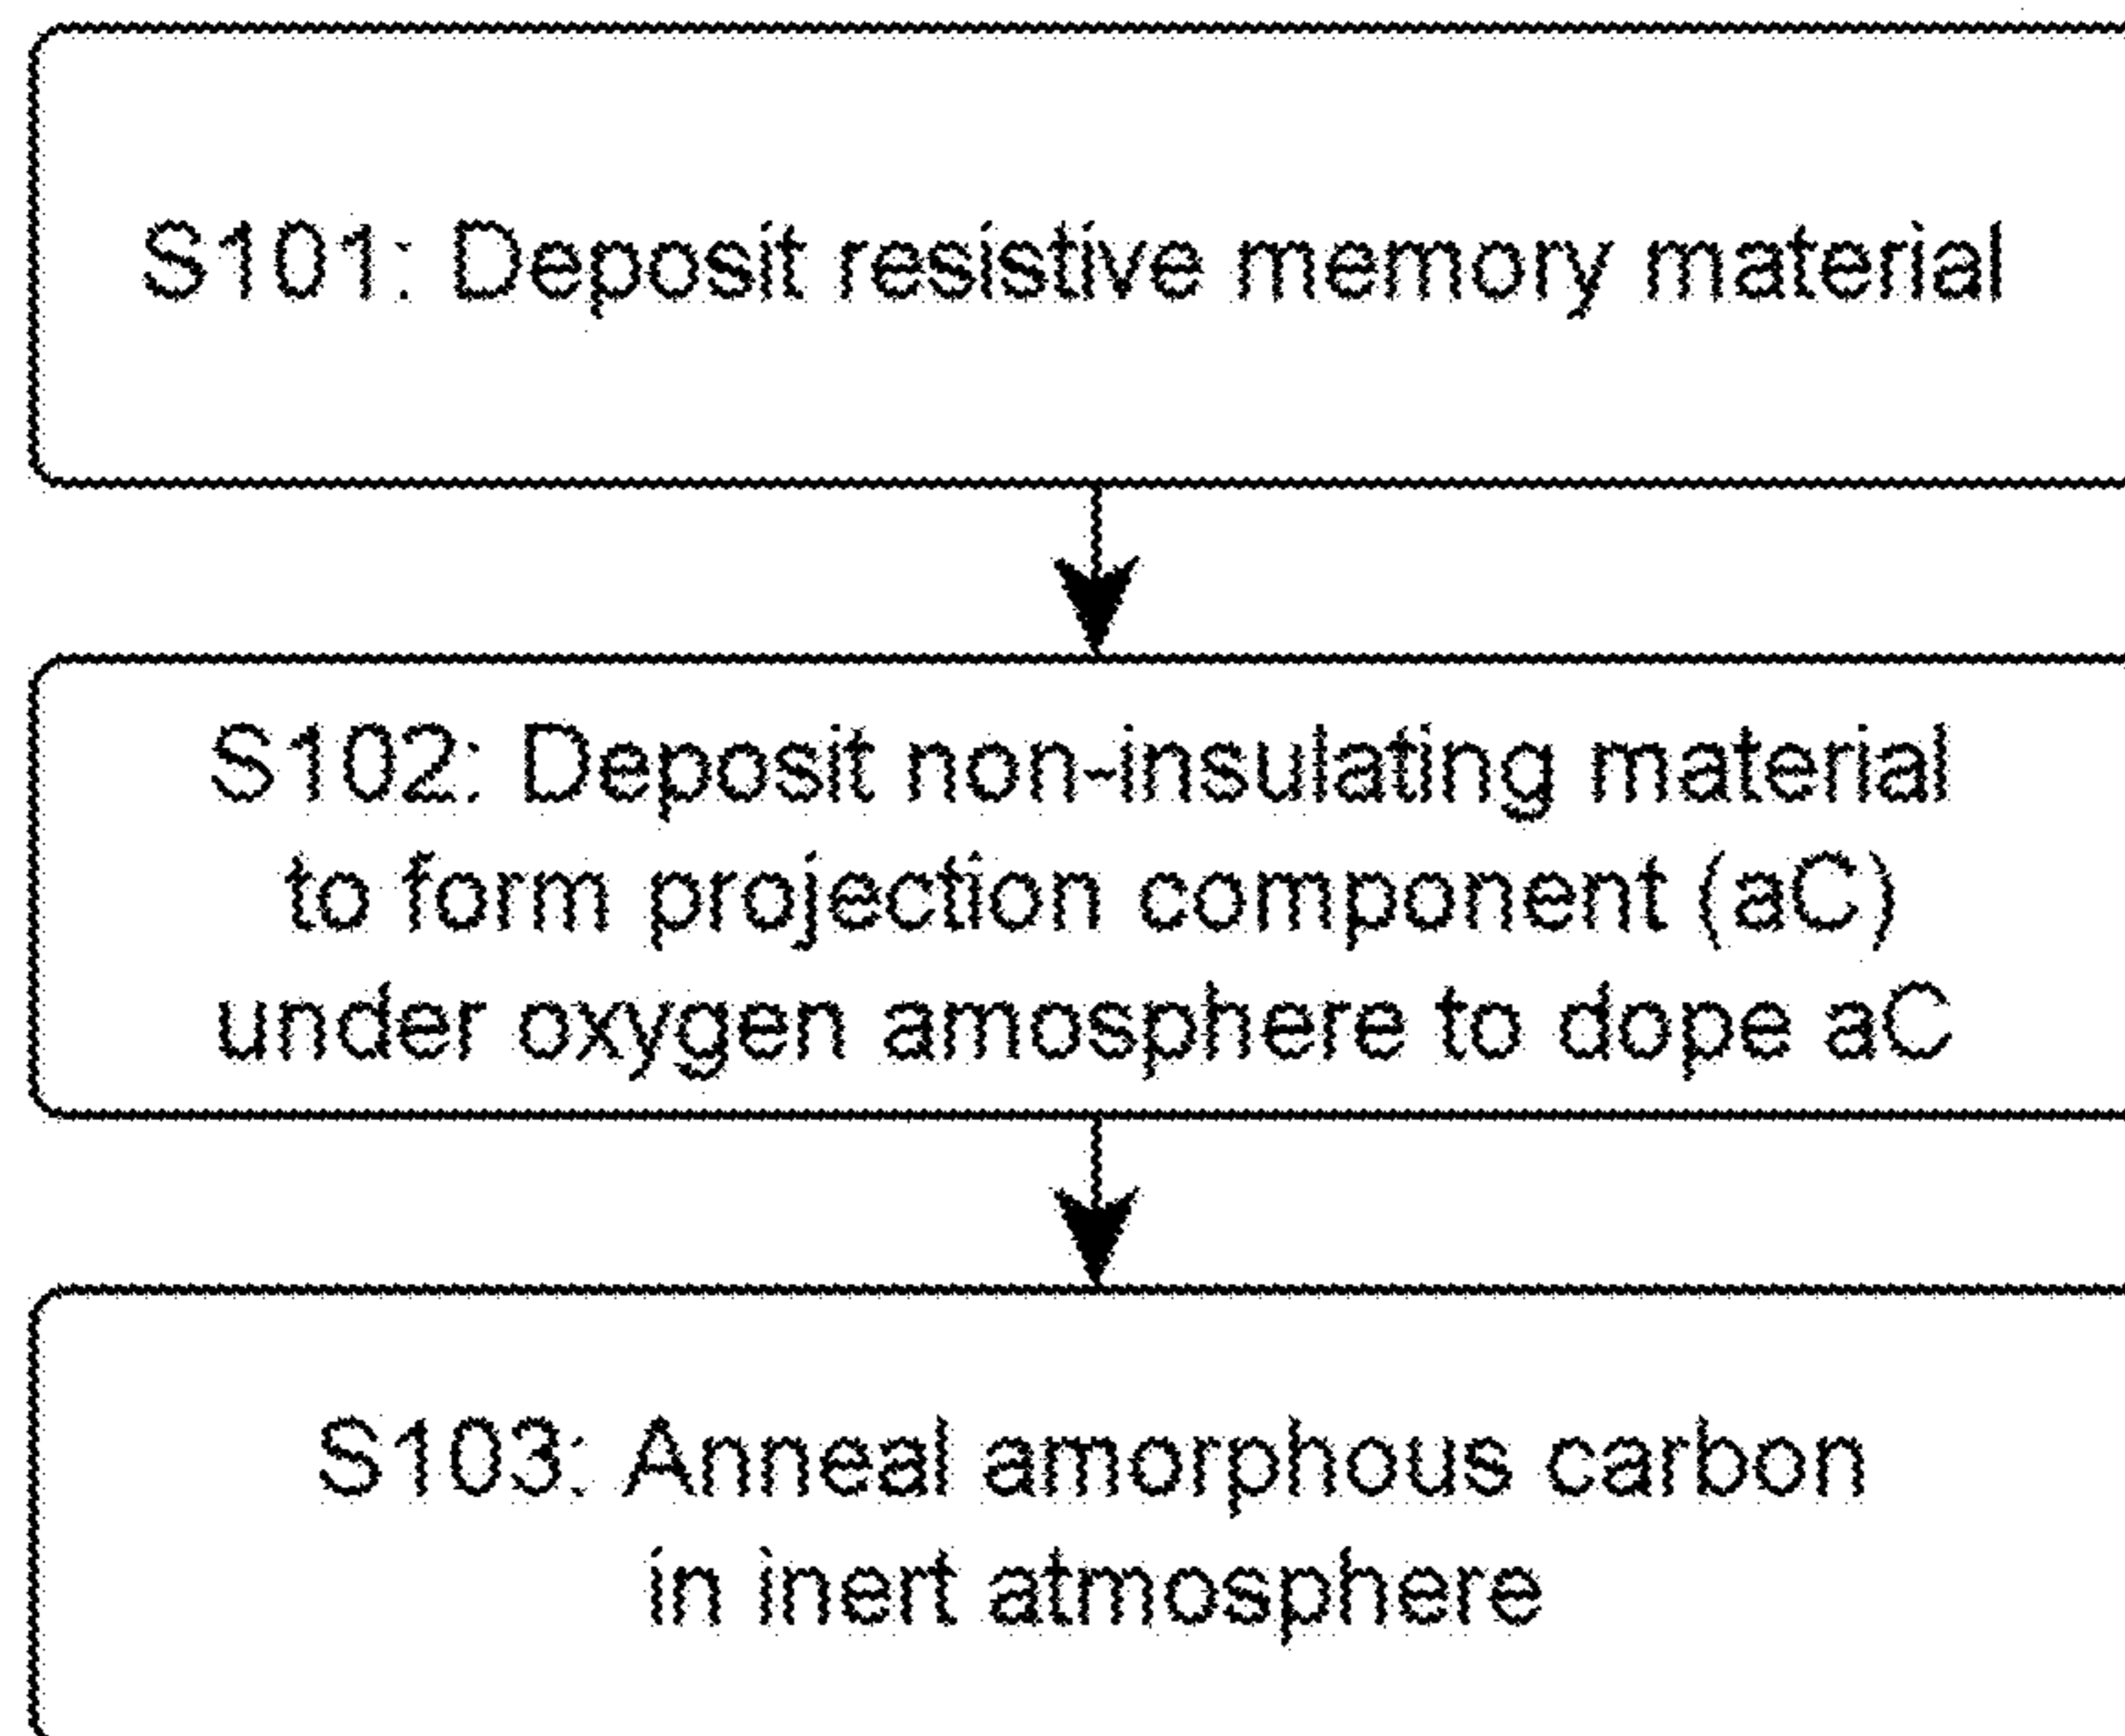 S101: Deposit resistive memory material
S102: Deposit non-insulating material
to form projection component (aC)
under oxygen amosphere to dope aC
S103: Anneal amorphous carbon
in inert atmosphere